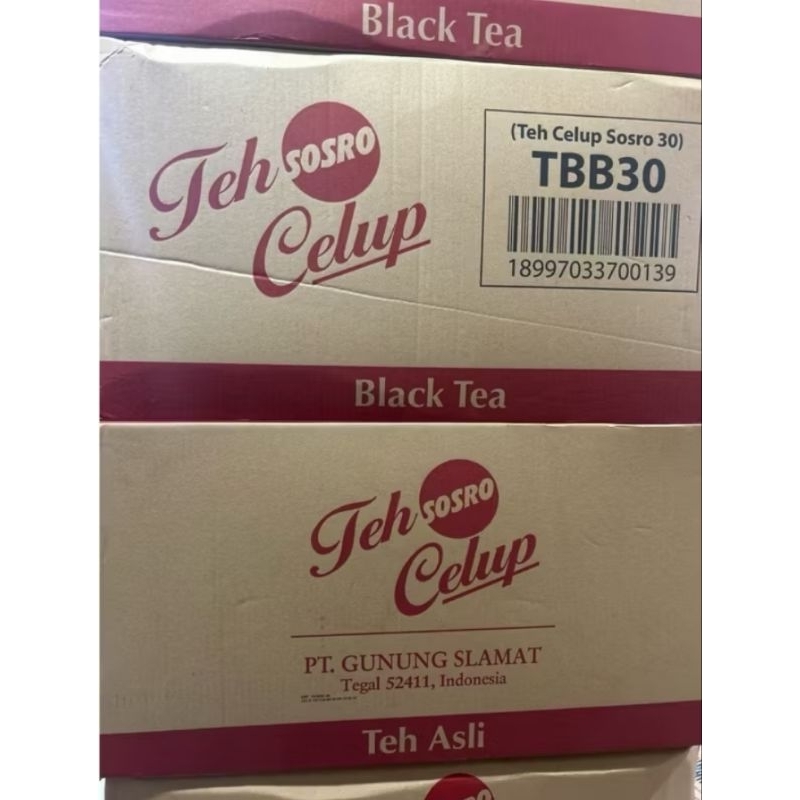 Black Tea
Teh SOSRO
Celup
(Teh Celup Sosro 30)
TBB30
18997033700139
Black Tea
Teh SOSRO
Celup
PT. GUNUNG SLAMAT
Tegal 52411, Indonesia
Teh Asli